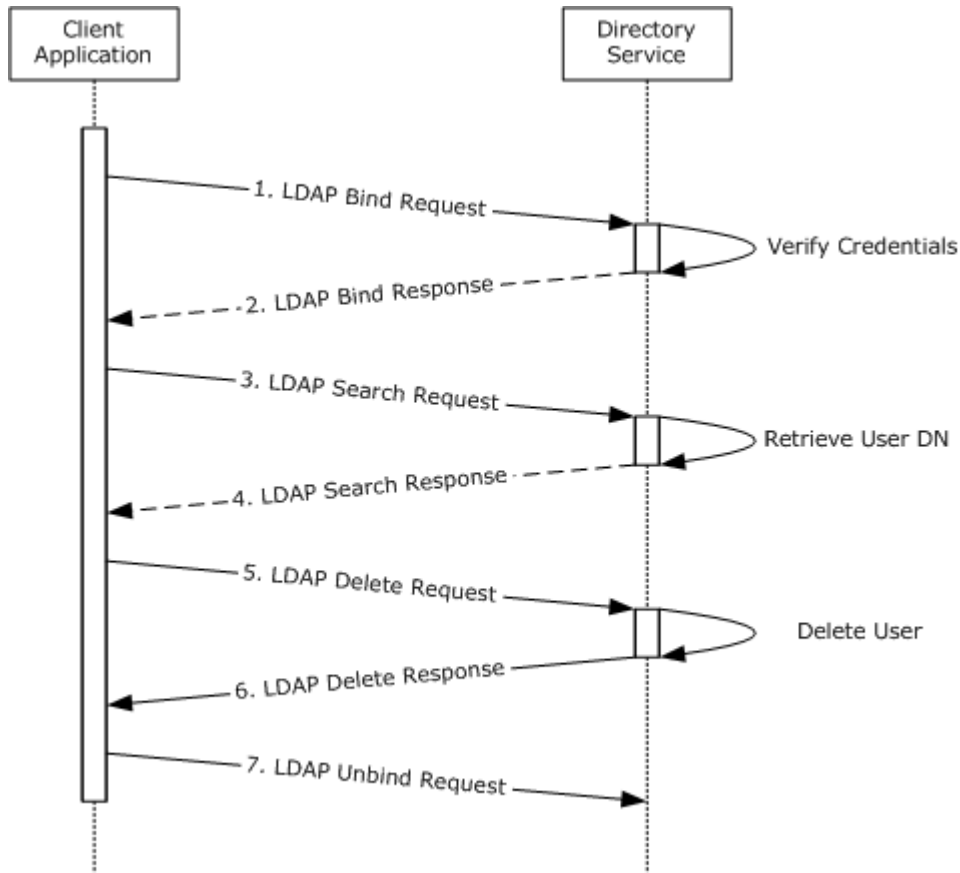 Client
Application
Directory
Service
1. LDAP Bind Request
Verify Credentials
2. LDAP Bind Response
3. LDAP Search Request
Retrieve User DN
4. LDAP Search Response
5. LDAP Delete Request
Delete User
6. LDAP Delete Response
7. LDAP Unbind Request